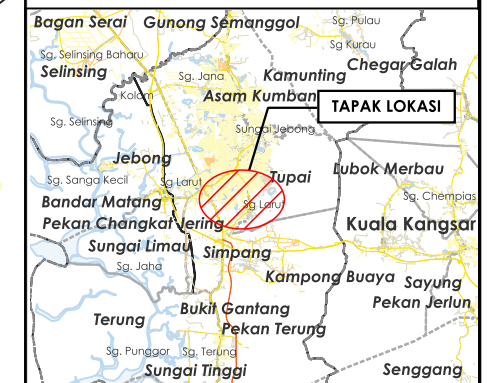 Bagan Serai
Gunong Semanggol
Sg. Pulau
Sg Kurau
Sg. Selinsing Baharu
Selinsing
Chegar Galah
Sg. Jana
Kamunting
Kolam
Asam Kumban
TAPAK LOKASI
Sg. Selinsing
Sungai Jebong
Jebong
Lubok Merbau
Sg. Sanga Kecil
Sg Larut
Tupai
Sg. Chempias
Bandar Matang
Sg Larut
Pekan Changkat Jering
Kuala Kangsar
Sungai Limau
Simpang
Sg. Jaha
Kampong Buaya
Sayung
Pekan Jerlun
Bukit Gantang
Terung
Pekan Terung
Sg. Punggor
Sg. Terung
Sungai Tinggi
Senggang